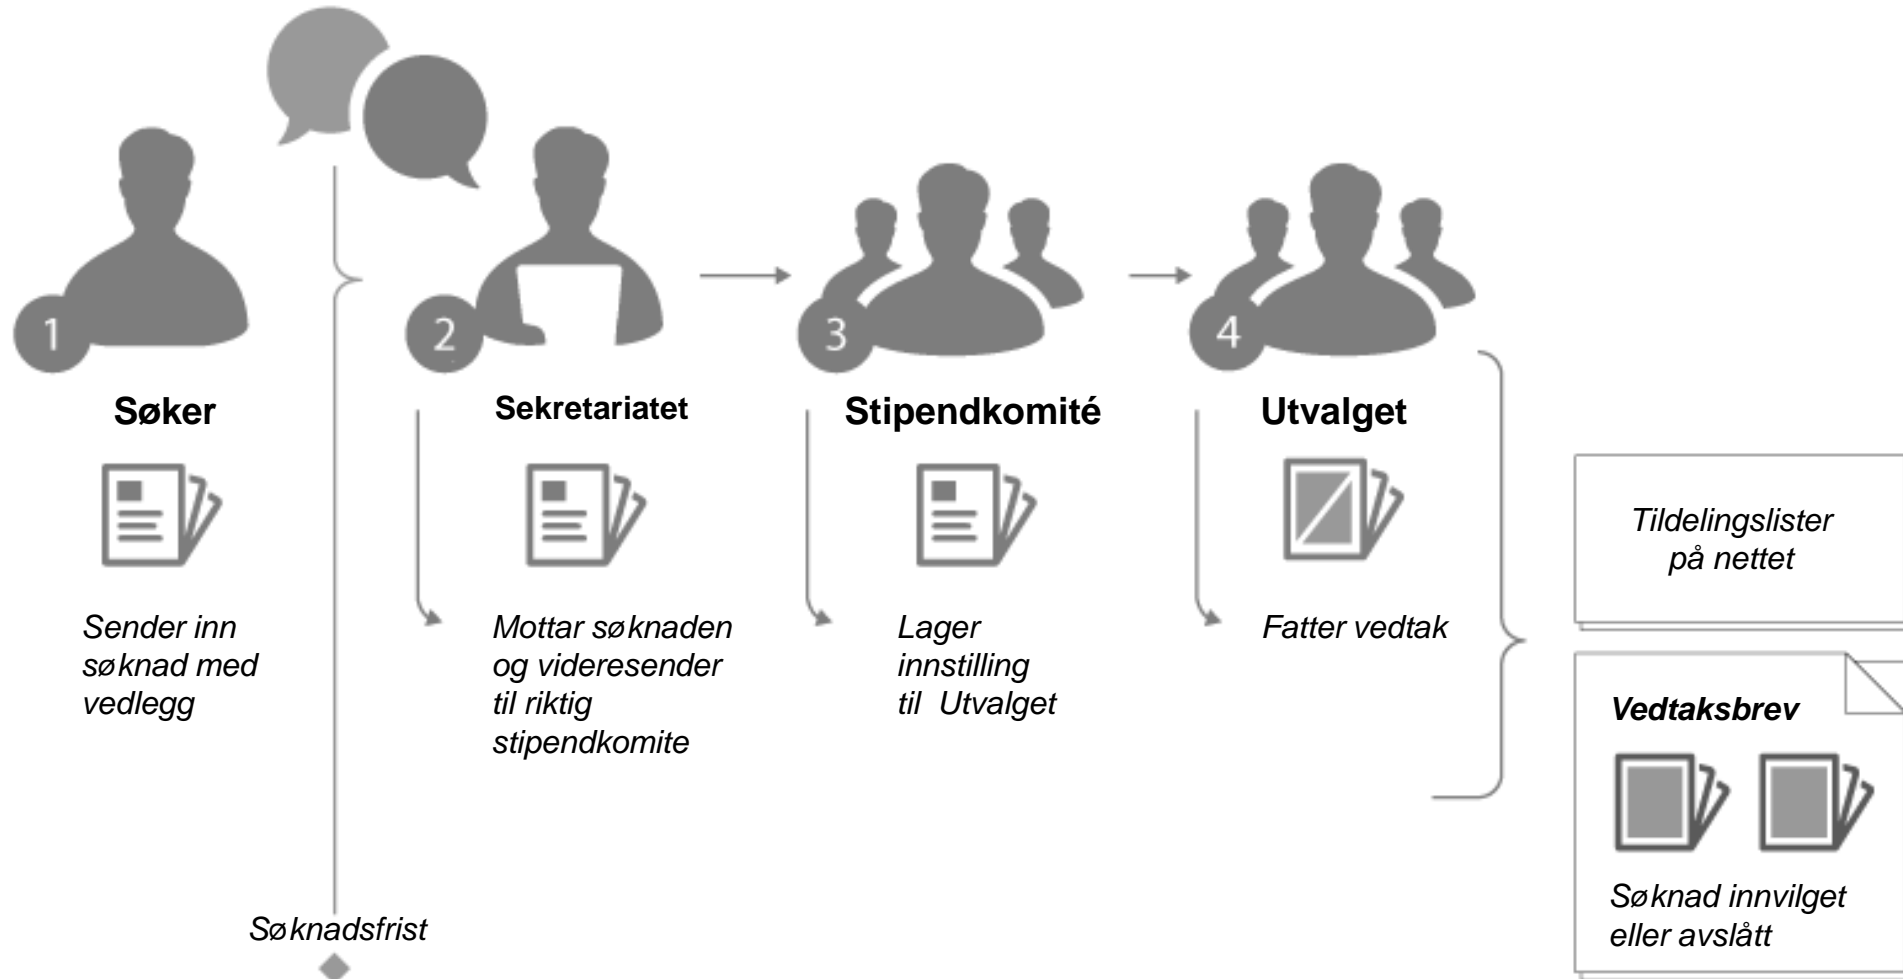 1
Søker
Sender inn
søknad med
vedlegg
Søknadsfrist
2
Sekretariatet
Mottar søknaden
og videresender
til riktig
stipendkomite
3
Stipendkomité
Lager
innstilling
til Utvalget
4
Utvalget
Fatter vedtak
Tildelingslister
på nettet
Vedtaksbrev
Søknad innvilget
eller avslått